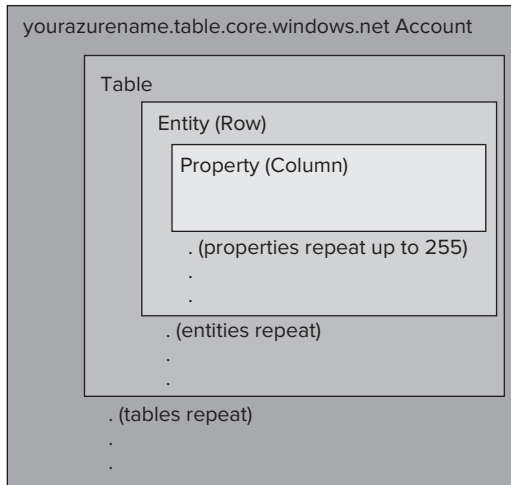 yourazurename.table.core.windows.net Account
Table
Entity (Row)
Property (Column)
. (properties repeat up to 255)
.
.
. (entities repeat)
.
.
. (tables repeat)
.
.